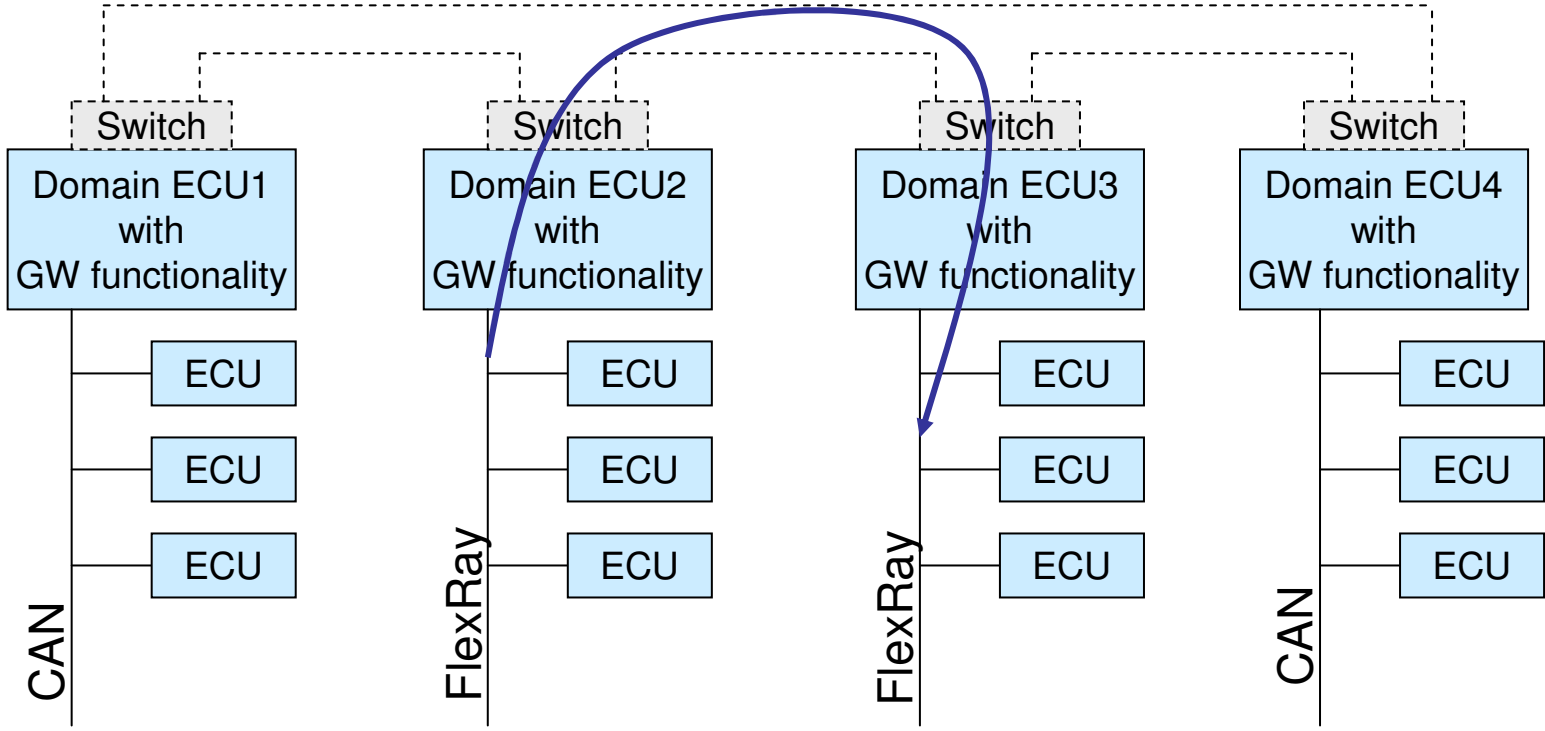 Switch
Switch
Switch
Switch
Domain ECU1
with
GW functionality
Domain ECU2
with
GW functionality
Domain ECU3
with
GW functionality
Domain ECU4
with
GW functionality
ECU
ECU
ECU
ECU
ECU
ECU
ECU
ECU
ECU
ECU
ECU
ECU
CAN
FlexRay
FlexRay
CAN